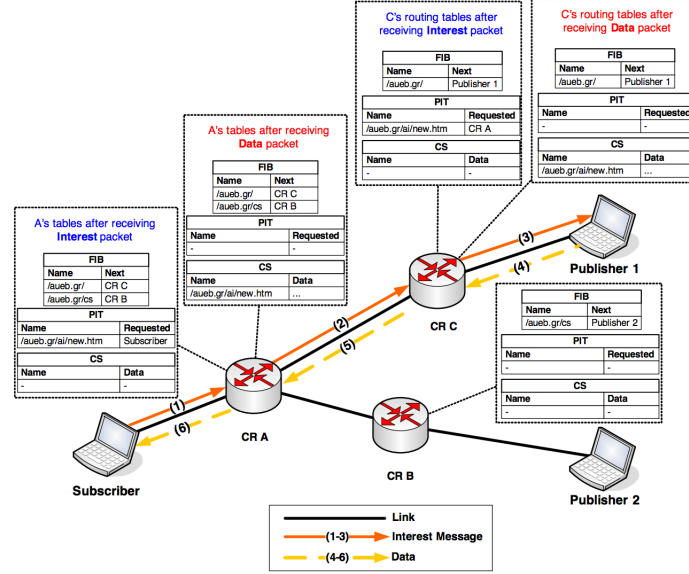 C's routing tables after
receiving Interest packet
FIB
Name Next
/aueb.gr/ Publisher 1
PIT
Name Requested
/aueb.gr/ai/new.htm CR A
CS
Name Data
- -
C's routing tables after
receiving Data packet
FIB
Name Next
/aueb.gr/ Publisher 1
PIT
Name Requested
- -
CS
Name Data
/aueb.gr/ai/new.htm ...
A's tables after receiving
Data packet
FIB
Name Next
/aueb.gr/ CR C
/aueb.gr/cs CR B
PIT
Name Requested
- -
CS
Name Data
/aueb.gr/ai/new.htm ...
A's tables after receiving
Interest packet
FIB
Name Next
/aueb.gr/ CR C
/aueb.gr/cs CR B
PIT
Name Requested
/aueb.gr/ai/new.htm Subscriber
CS
Name Data
- -
(3)
(4)
Publisher 1
(2)
(5)
CR C
FIB
Name Next
/aueb.gr/cs Publisher 2
PIT
Name Requested
- -
CS
Name Data
- -
(1)
(6)
CR A
Subscriber
CR B
Publisher 2
Link
(1-3) Interest Message
(4-6) Data